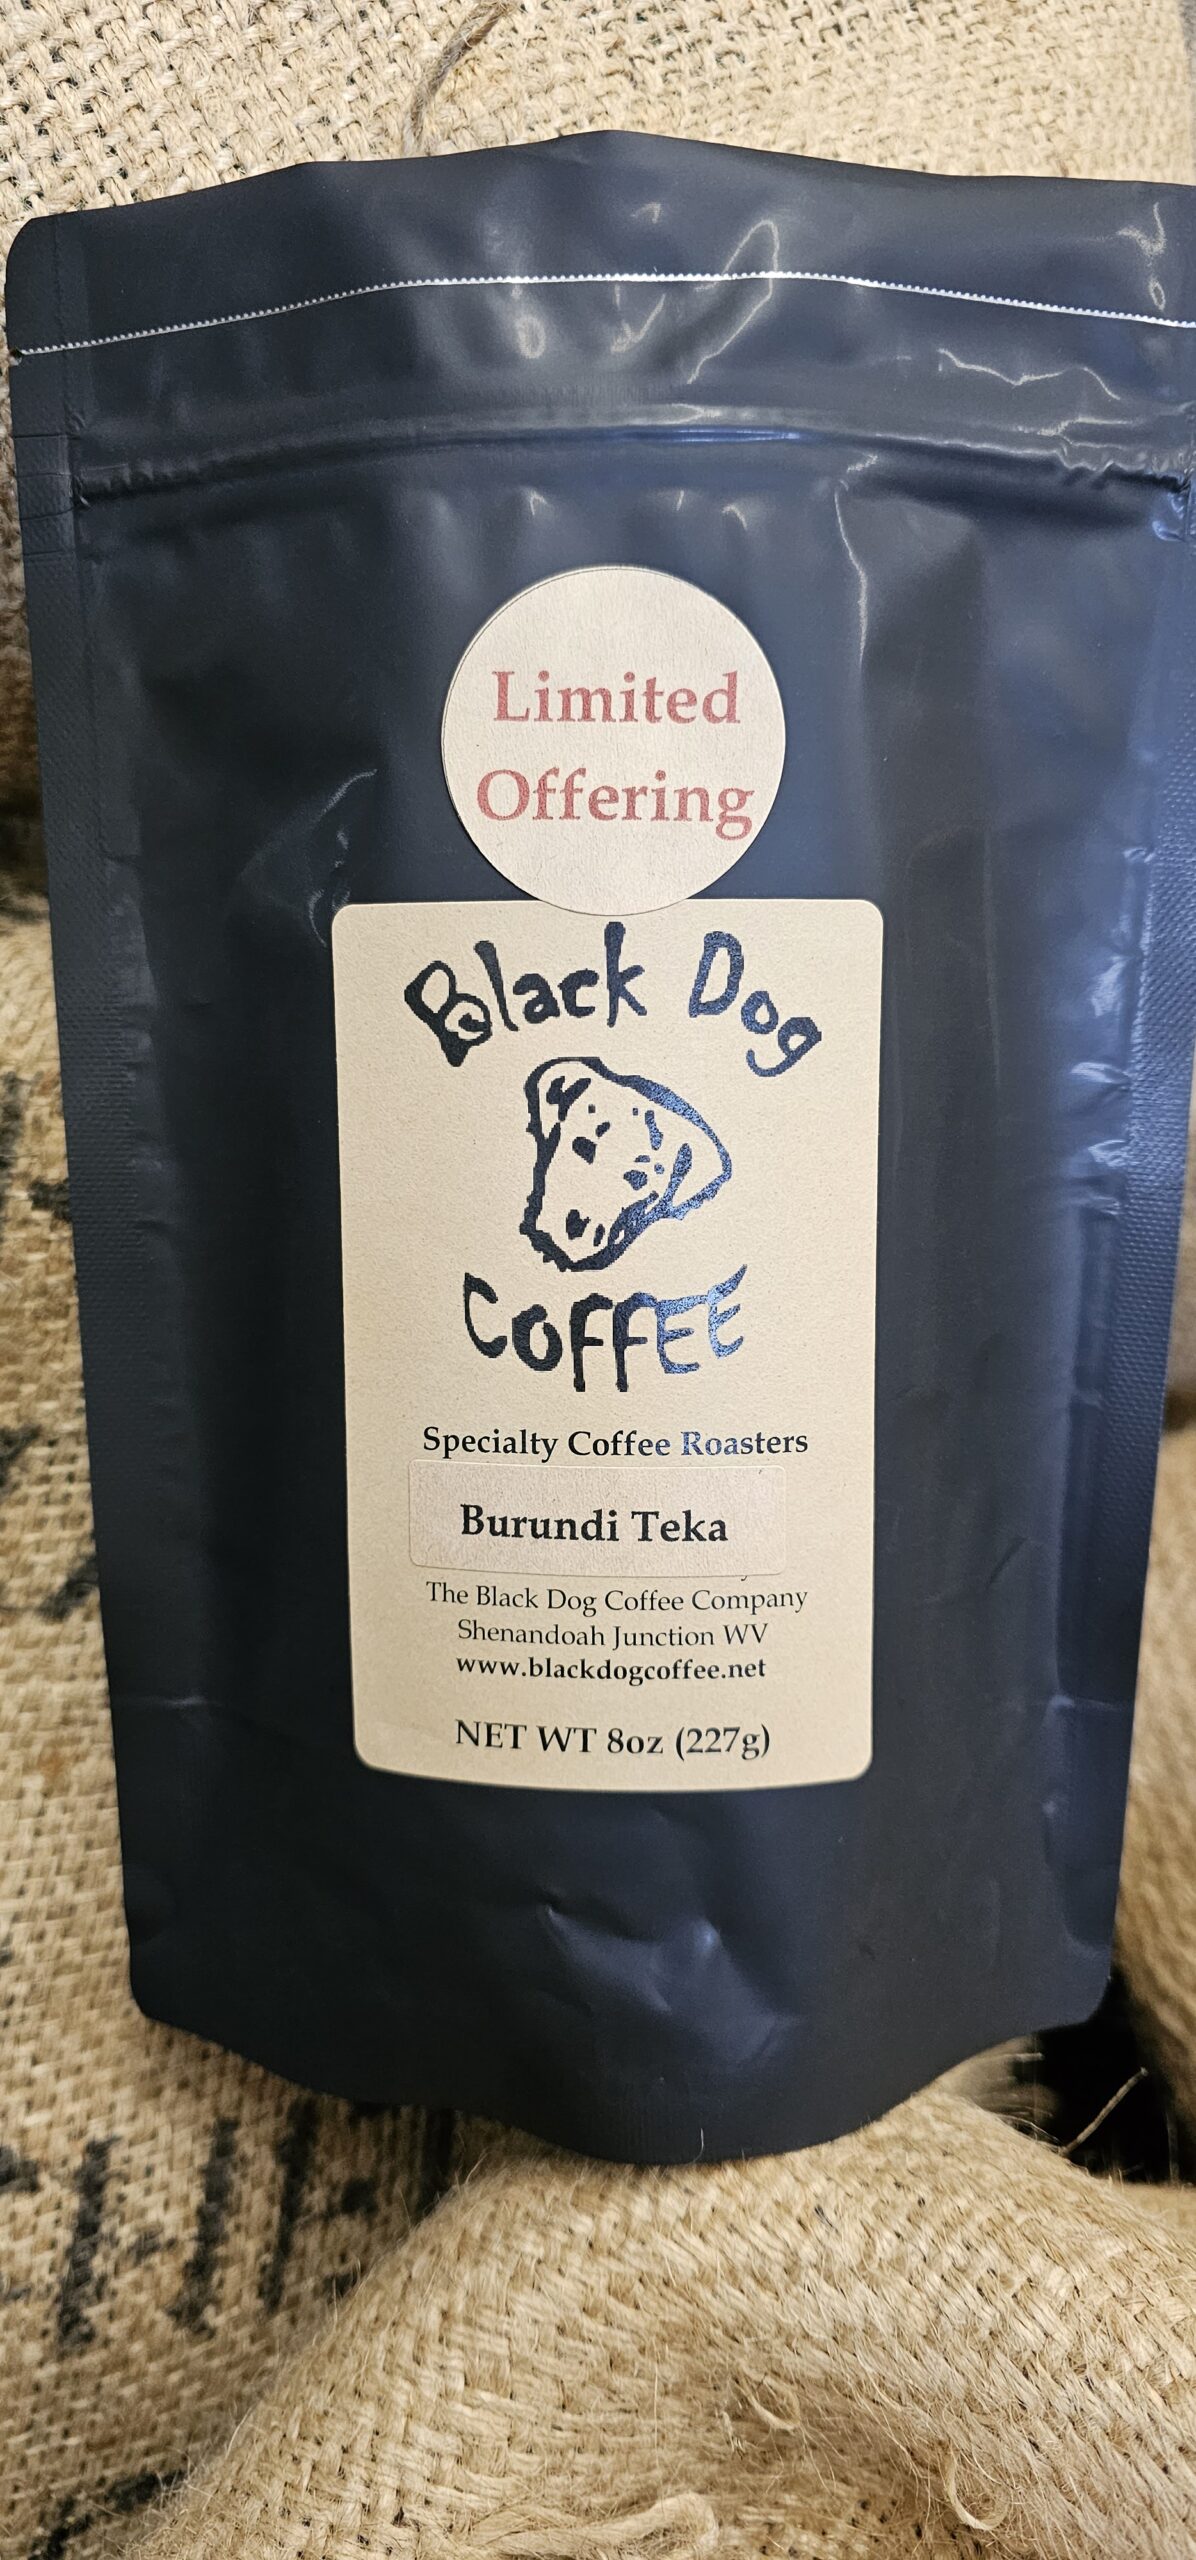 Limited
Offering
Black Dog
COFFEE
Specialty Coffee Roasters
Burundi Teka
The Black Dog Coffee Company
Shenandoah Junction WV
www.blackdogcoffee.net
NET WT 8oz (227g)